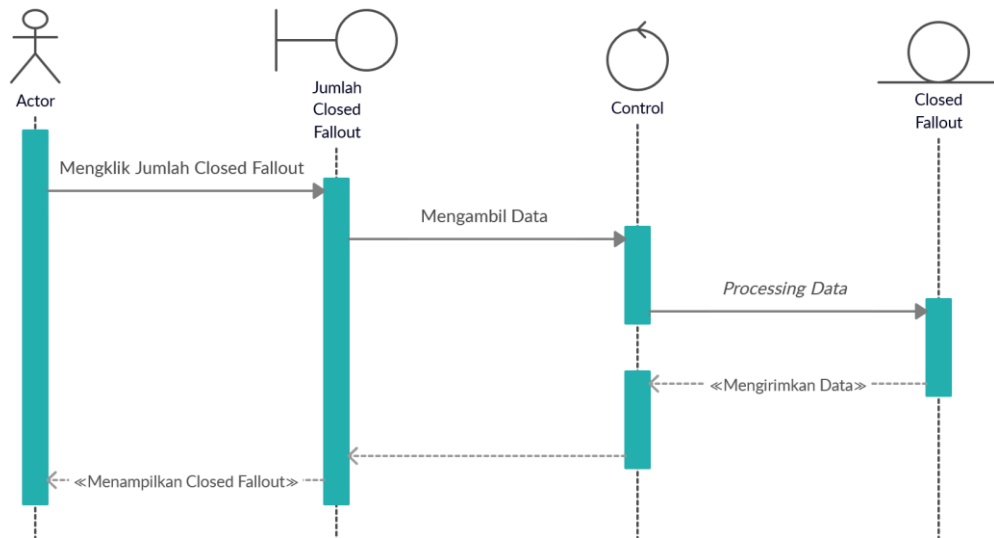 Actor
Jumlah
Closed
Fallout
Control
Closed
Fallout
Mengklik Jumlah Closed Fallout
Mengambil Data
Processing Data
≪Mengirimkan Data≫
≪Menampilkan Closed Fallout≫